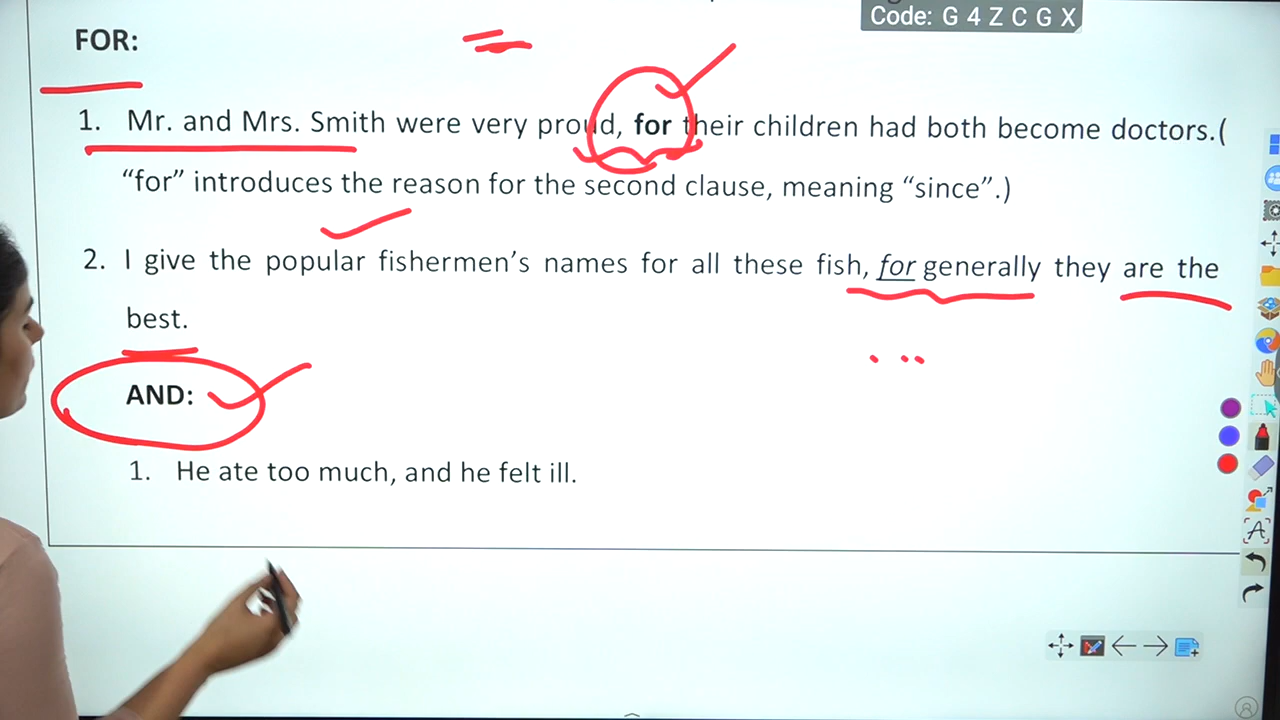 Code: G 4 Z C G X
FOR:
1. Mr. and Mrs. Smith were very proud, for their children had both become doctors.(
“for” introduces the reason for the second clause, meaning “since”.)
2. I give the popular fishermen’s names for all these fish, for generally they are the
best.
AND:
1. He ate too much, and he felt ill.